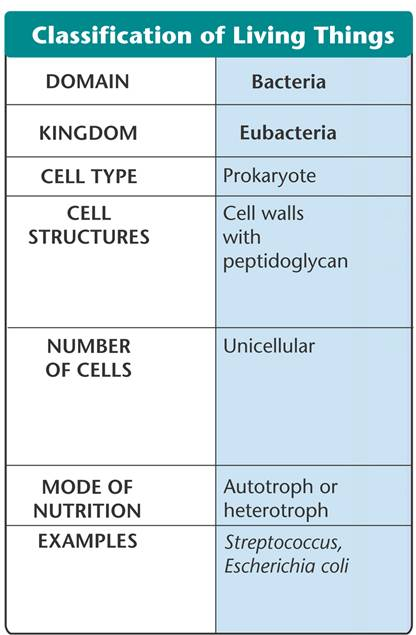 Classification of Living Things
DOMAIN Bacteria
KINGDOM Eubacteria
CELL TYPE Prokaryote
CELL Cell walls
STRUCTURES with
peptidoglycan
NUMBER Unicellular
OF CELLS
MODE OF Autotroph or
NUTRITION heterotroph
EXAMPLES Streptococcus,
Escherichia coli